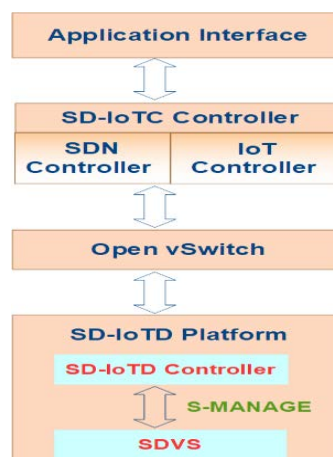 Application Interface
SD-IoTC Controller
SDN Controller
IoT Controller
Open vSwitch
SD-IoTD Platform
SD-IoTD Controller
S-MANAGE
SDVS